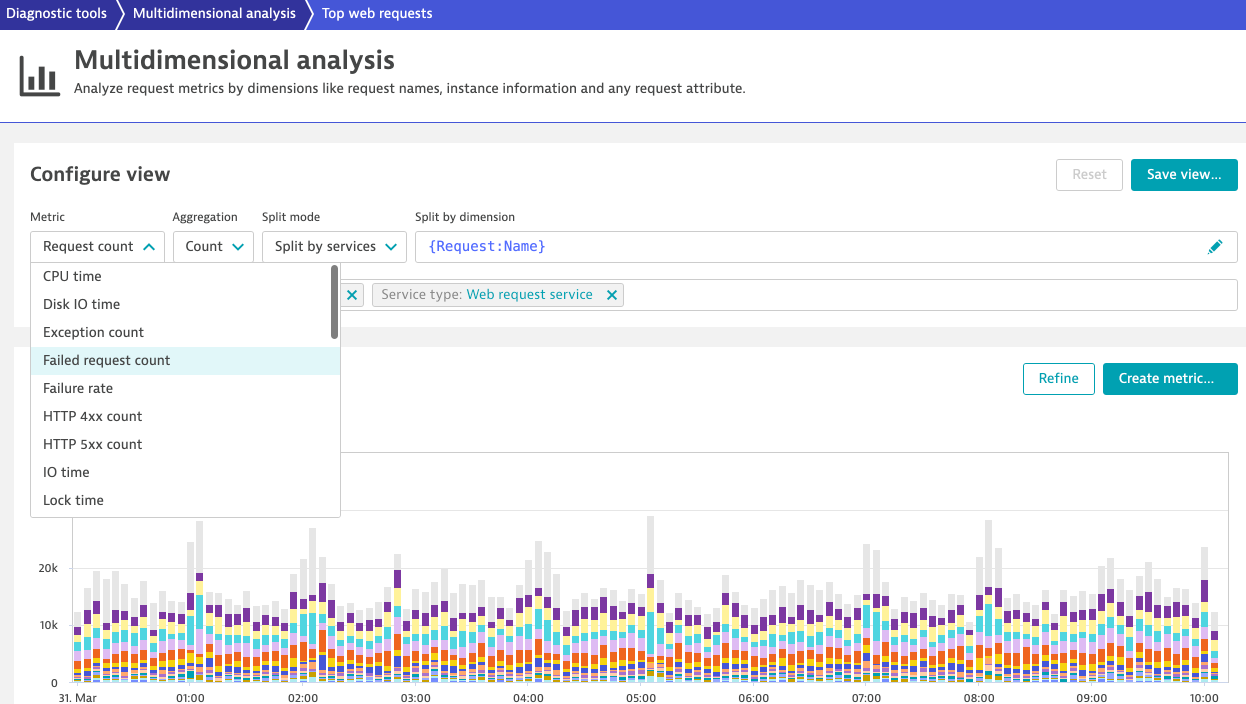 Diagnostic tools Multidimensional analysis Top web requests
Multidimensional analysis
Analyze request metrics by dimensions like request names, instance information and any request attribute.
Configure view
Reset Save view...
Metric Aggregation Split mode Split by dimension
Request count Count Split by services {Request:Name}
CPU time
Service type: Web request service
Disk IO time
Exception count
Failed request count
Refine Create metric...
Failure rate
HTTP 4xx count
HTTP 5xx count
IO time
Lock time
20k
10k
0
31. Mar 01:00 02:00 03:00 04:00 05:00 06:00 07:00 08:00 09:00 10:00